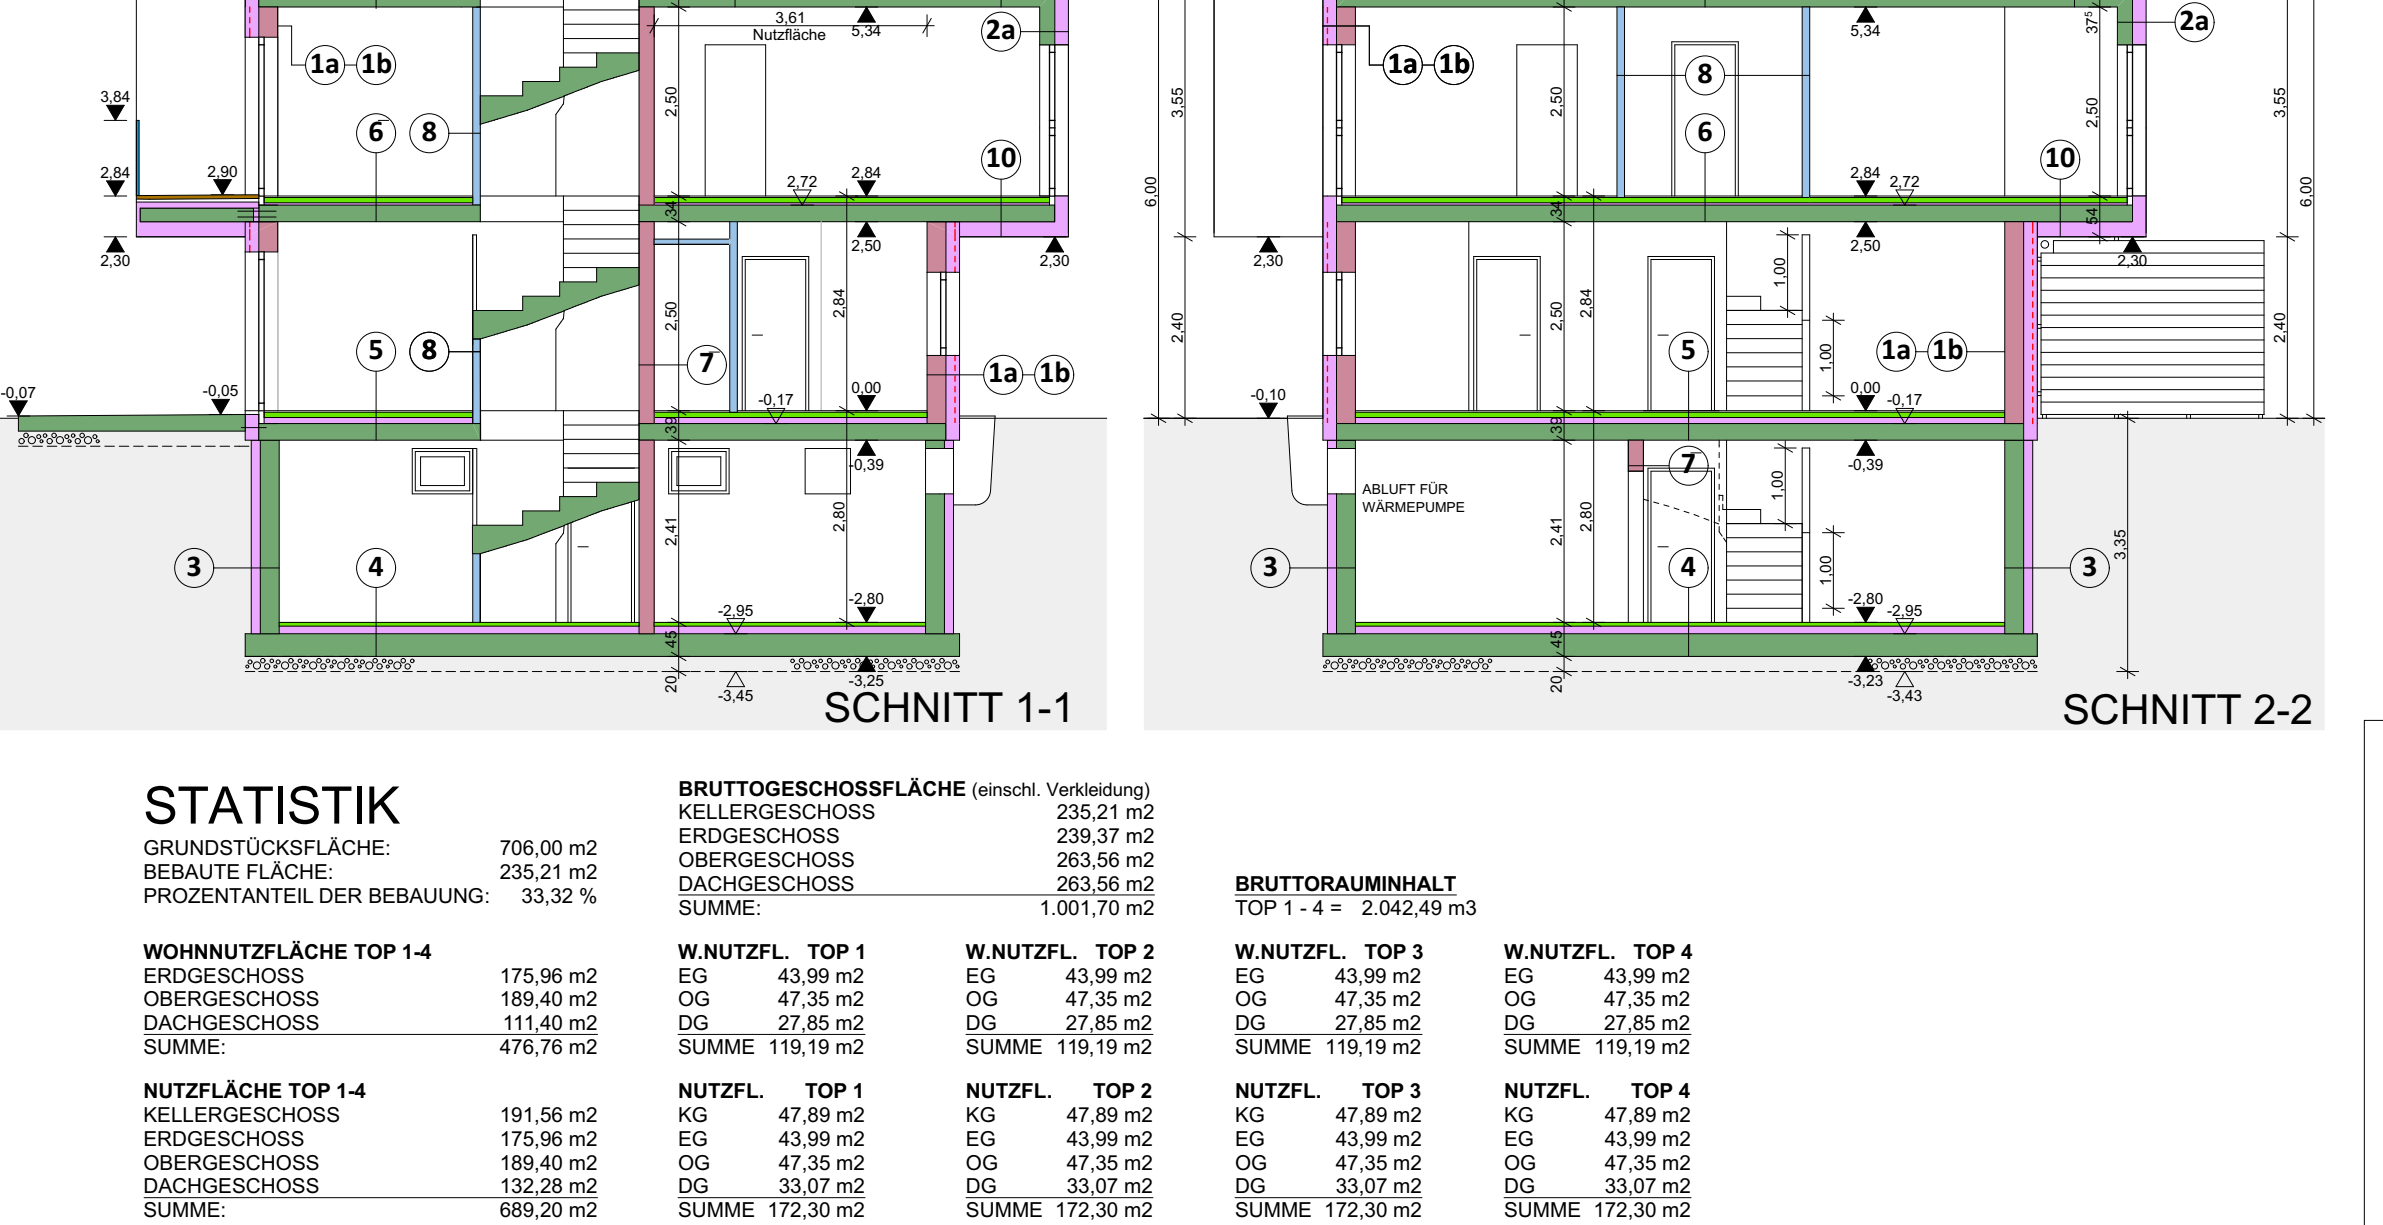 3,61
Nutzfläche
5,34
2a
1a 1b
3,84
2,50
6 8
10
2,84
2,90
2,72
2,84
34
2,30
2,50
2,30
2,50
2,84
5 8
7
1a 1b
-0,07
-0,05
-0,17
0,00
39
-0,39
2,41
2,80
3
4
-2,95
-2,80
45
20
-3,45
-3,25
SCHNITT 1-1
5,34
37⁵
2a
1a 1b
8
3,55
2,50
2,50
3,55
6
10
6,00
2,84
2,72
6,00
34
54
2,30
2,50
2,30
1,00
2,40
2,50
2,84
2,40
5
1,00
1a 1b
-0,10
0,00
-0,17
39
7
-0,39
ABLUFT FÜR
WÄRMEPUMPE
1,00
2,41
2,80
3,35
3
4
1,00
3
-2,80
-2,95
45
20
-3,23
-3,43
SCHNITT 2-2
STATISTIK
GRUNDSTÜCKSFLÄCHE: 706,00 m2
BEBAUTE FLÄCHE: 235,21 m2
PROZENTANTEIL DER BEBAUUNG: 33,32 %
BRUTTOGESCHOSSFLÄCHE (einschl. Verkleidung)
KELLERGESCHOSS 235,21 m2
ERDGESCHOSS 239,37 m2
OBERGESCHOSS 263,56 m2
DACHGESCHOSS 263,56 m2
SUMME: 1.001,70 m2
BRUTTORAUMINHALT
TOP 1 - 4 = 2.042,49 m3
WOHNNUTZFLÄCHE TOP 1-4
ERDGESCHOSS 175,96 m2
OBERGESCHOSS 189,40 m2
DACHGESCHOSS 111,40 m2
SUMME: 476,76 m2
W.NUTZFL. TOP 1
EG 43,99 m2
OG 47,35 m2
DG 27,85 m2
SUMME 119,19 m2
W.NUTZFL. TOP 2
EG 43,99 m2
OG 47,35 m2
DG 27,85 m2
SUMME 119,19 m2
W.NUTZFL. TOP 3
EG 43,99 m2
OG 47,35 m2
DG 27,85 m2
SUMME 119,19 m2
W.NUTZFL. TOP 4
EG 43,99 m2
OG 47,35 m2
DG 27,85 m2
SUMME 119,19 m2
NUTZFLÄCHE TOP 1-4
KELLERGESCHOSS 191,56 m2
ERDGESCHOSS 175,96 m2
OBERGESCHOSS 189,40 m2
DACHGESCHOSS 132,28 m2
SUMME: 689,20 m2
NUTZFL. TOP 1
KG 47,89 m2
EG 43,99 m2
OG 47,35 m2
DG 33,07 m2
SUMME 172,30 m2
NUTZFL. TOP 2
KG 47,89 m2
EG 43,99 m2
OG 47,35 m2
DG 33,07 m2
SUMME 172,30 m2
NUTZFL. TOP 3
KG 47,89 m2
EG 43,99 m2
OG 47,35 m2
DG 33,07 m2
SUMME 172,30 m2
NUTZFL. TOP 4
KG 47,89 m2
EG 43,99 m2
OG 47,35 m2
DG 33,07 m2
SUMME 172,30 m2